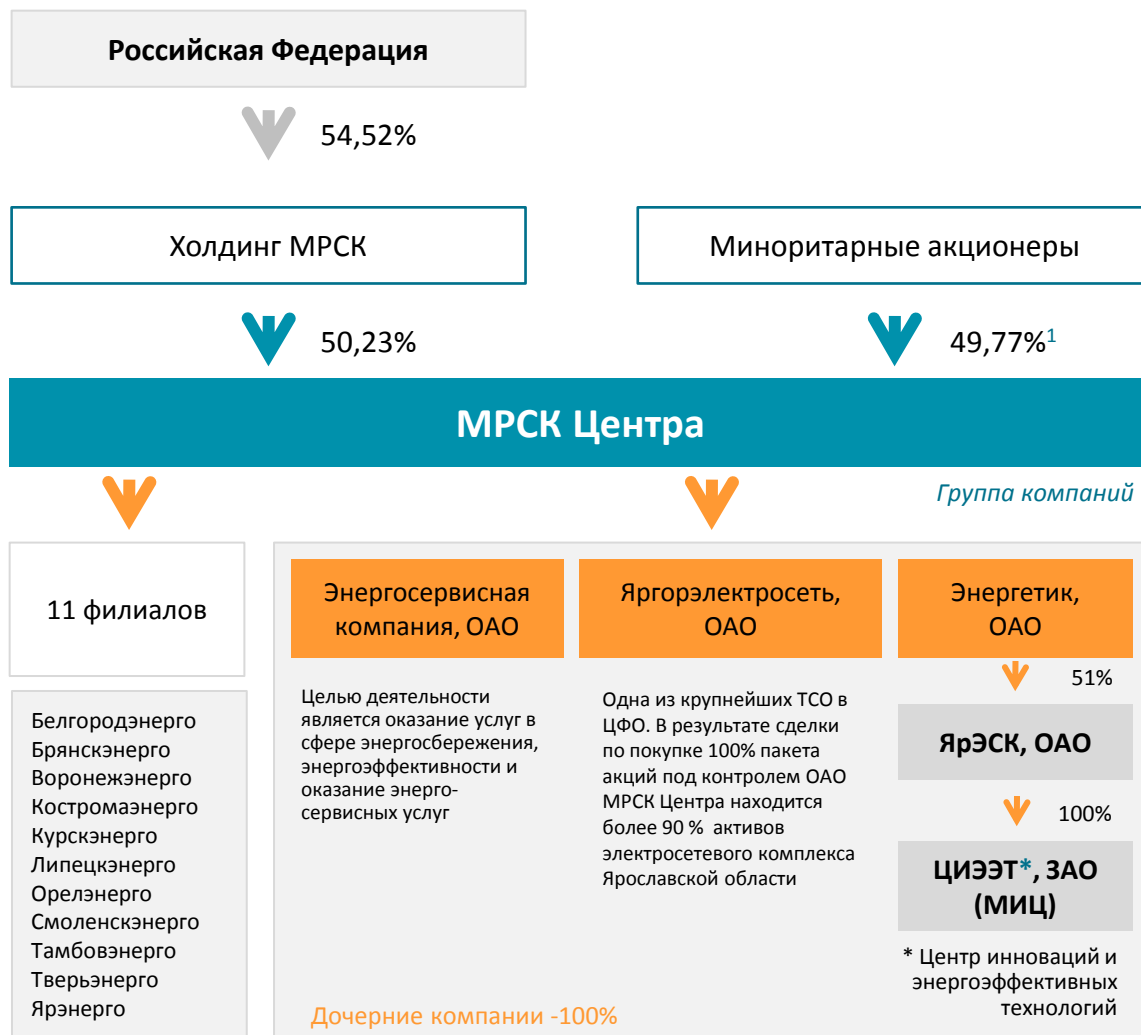 Российская Федерация
54,52%
Холдинг МРСК
Миноритарные акционеры
50,23%
49,77%¹
МРСК Центра
Группа компаний
11 филиалов
Белгородэнерго
Брянскэнерго
Воронежэнерго
Костромаэнерго
Курскэнерго
Липецкэнерго
Орелэнерго
Смоленскэнерго
Тамбовэнерго
Тверьэнерго
Ярэнерго
Энергосервисная
компания, ОАО
Целью деятельности
является оказание услуг в
сфере энергосбережения,
энергоэффективности и
оказание энерго-
сервисных услуг
Яргорэлектросеть,
ОАО
Одна из крупнейших ТСО в
ЦФО. В результате сделки
по покупке 100% пакета
акций под контролем ОАО
МРСК Центра находится
более 90 % активов
электросетевого комплекса
Ярославской области
Энергетик,
ОАО
51%
ЯрЭСК, ОАО
100%
ЦИЭЭТ*, ЗАО
(МИЦ)
* Центр инноваций и
энергоэффективных
технологий
Дочерние компании -100%